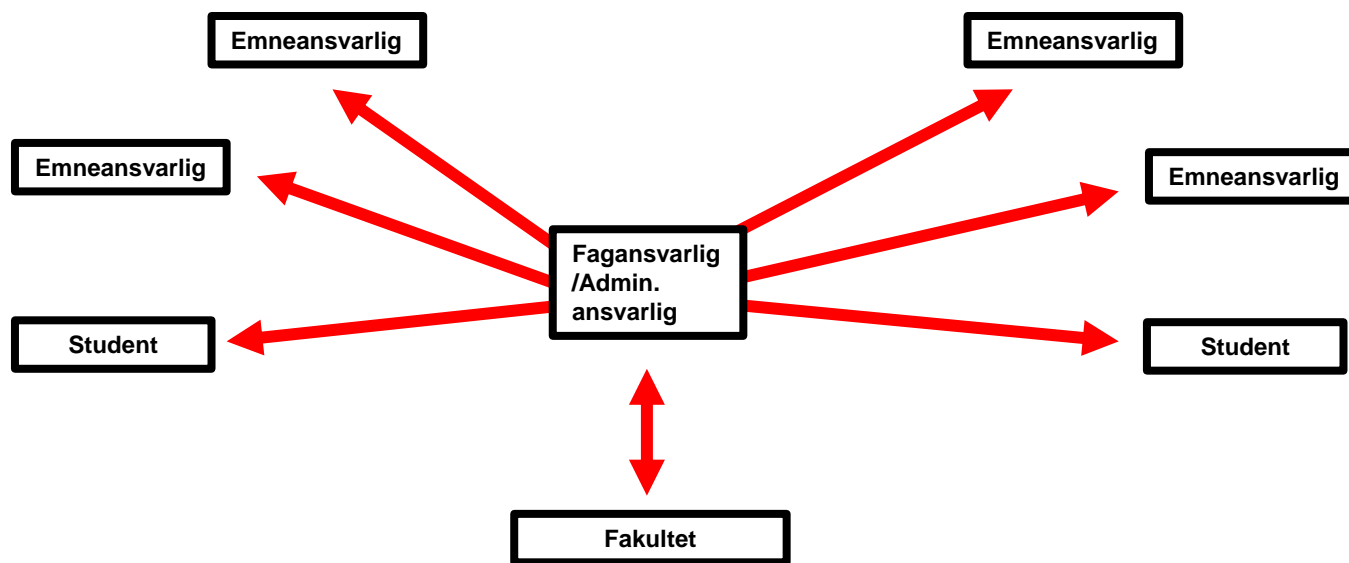 Emneansvarlig
Emneansvarlig
Emneansvarlig
Emneansvarlig
Fagansvarlig
/Admin.
ansvarlig
Student
Student
Fakultet